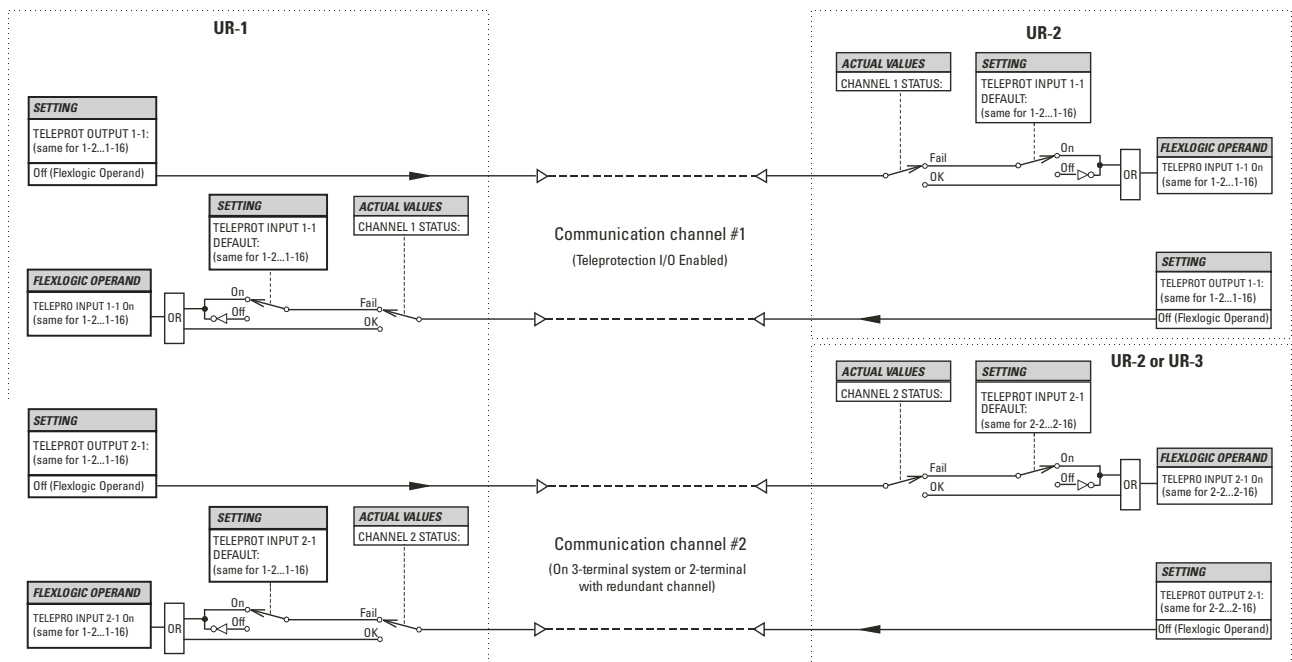 UR-1
SETTING
TELEPROT OUTPUT 1-1:
(same for 1-2...1-16)
Off (Flexlogic Operand)
SETTING
TELEPROT INPUT 1-1
DEFAULT:
(same for 1-2...1-16)
ACTUAL VALUES
CHANNEL 1 STATUS:
FLEXLOGIC OPERAND
TELEPRO INPUT 1-1 On
(same for 1-2...1-16)
OR
On
Off
Fail
OK
Communication channel #1
(Teleprotection I/O Enabled)
UR-2
ACTUAL VALUES
CHANNEL 1 STATUS:
SETTING
TELEPROT INPUT 1-1
DEFAULT:
(same for 1-2...1-16)
Fail
OK
On
Off
OR
FLEXLOGIC OPERAND
TELEPRO INPUT 1-1 On
(same for 1-2...1-16)
SETTING
TELEPROT OUTPUT 1-1:
(same for 1-2...1-16)
Off (Flexlogic Operand)
SETTING
TELEPROT OUTPUT 2-1:
(same for 1-2...1-16)
Off (Flexlogic Operand)
SETTING
TELEPROT INPUT 2-1
DEFAULT:
(same for 1-2...1-16)
ACTUAL VALUES
CHANNEL 2 STATUS:
FLEXLOGIC OPERAND
TELEPRO INPUT 2-1 On
(same for 1-2...1-16)
OR
On
Off
Fail
OK
Communication channel #2
(On 3-terminal system or 2-terminal
with redundant channel)
UR-2 or UR-3
ACTUAL VALUES
CHANNEL 2 STATUS:
SETTING
TELEPROT INPUT 2-1
DEFAULT:
(same for 2-2...2-16)
Fail
OK
On
Off
OR
FLEXLOGIC OPERAND
TELEPRO INPUT 2-1 On
(same for 2-2...2-16)
SETTING
TELEPROT OUTPUT 2-1:
(same for 2-2...2-16)
Off (Flexlogic Operand)